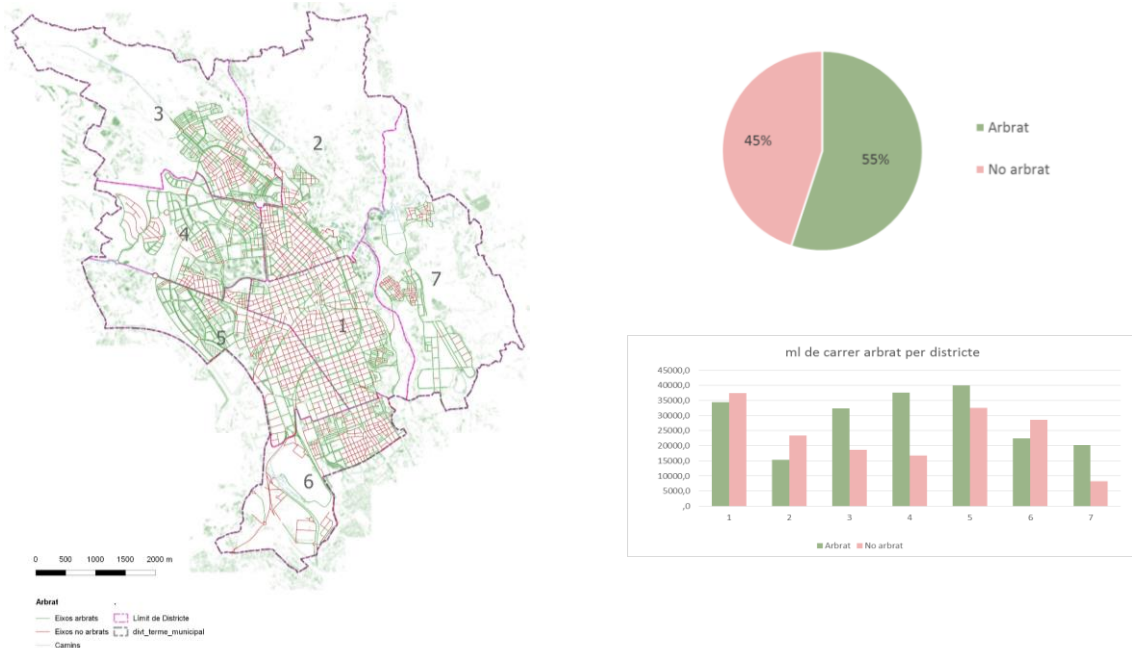 3
2
4
7
5
1
6
0 500 1000 1500 2000 m
Arbrat
Eixos arbrats
Límit de Districte
Eixos no arbrats
divt_terme_municipal
Camins
45%
55%
Arbrat
No arbrat
ml de carrer arbrat per districte
45000,0
40000,0
35000,0
30000,0
25000,0
20000,0
15000,0
10000,0
5000,0
,0
1 2 3 4 5 6 7
Arbrat No arbrat